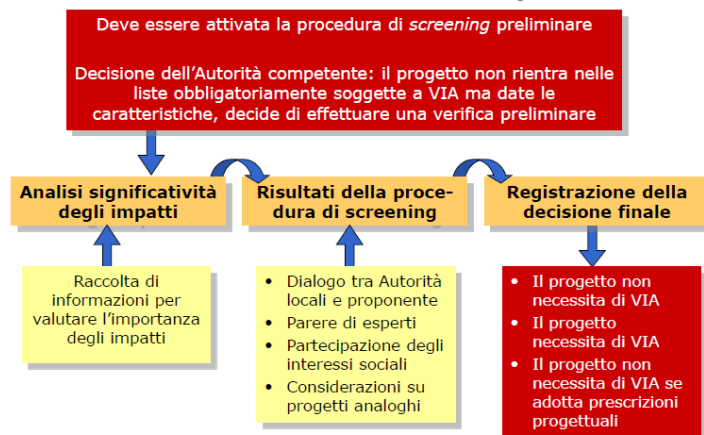 Deve essere attivata la procedura di screening preliminare
Decisione dell'Autorità competente: il progetto non rientra nelle
liste obbligatoriamente soggette a VIA ma date le
caratteristiche, decide di effettuare una verifica preliminare
Analisi significatività
degli impatti
Risultati della proce-
dura di screening
Registrazione della
decisione finale
Raccolta di
informazioni per
valutare l'importanza
degli impatti
• Dialogo tra Autorità
locali e proponente
• Parere di esperti
• Partecipazione degli
interessi sociali
• Considerazioni su
progetti analoghi
• Il progetto non
necessita di VIA
• Il progetto
necessita di VIA
• Il progetto non
necessita di VIA se
adotta prescrizioni
progettuali